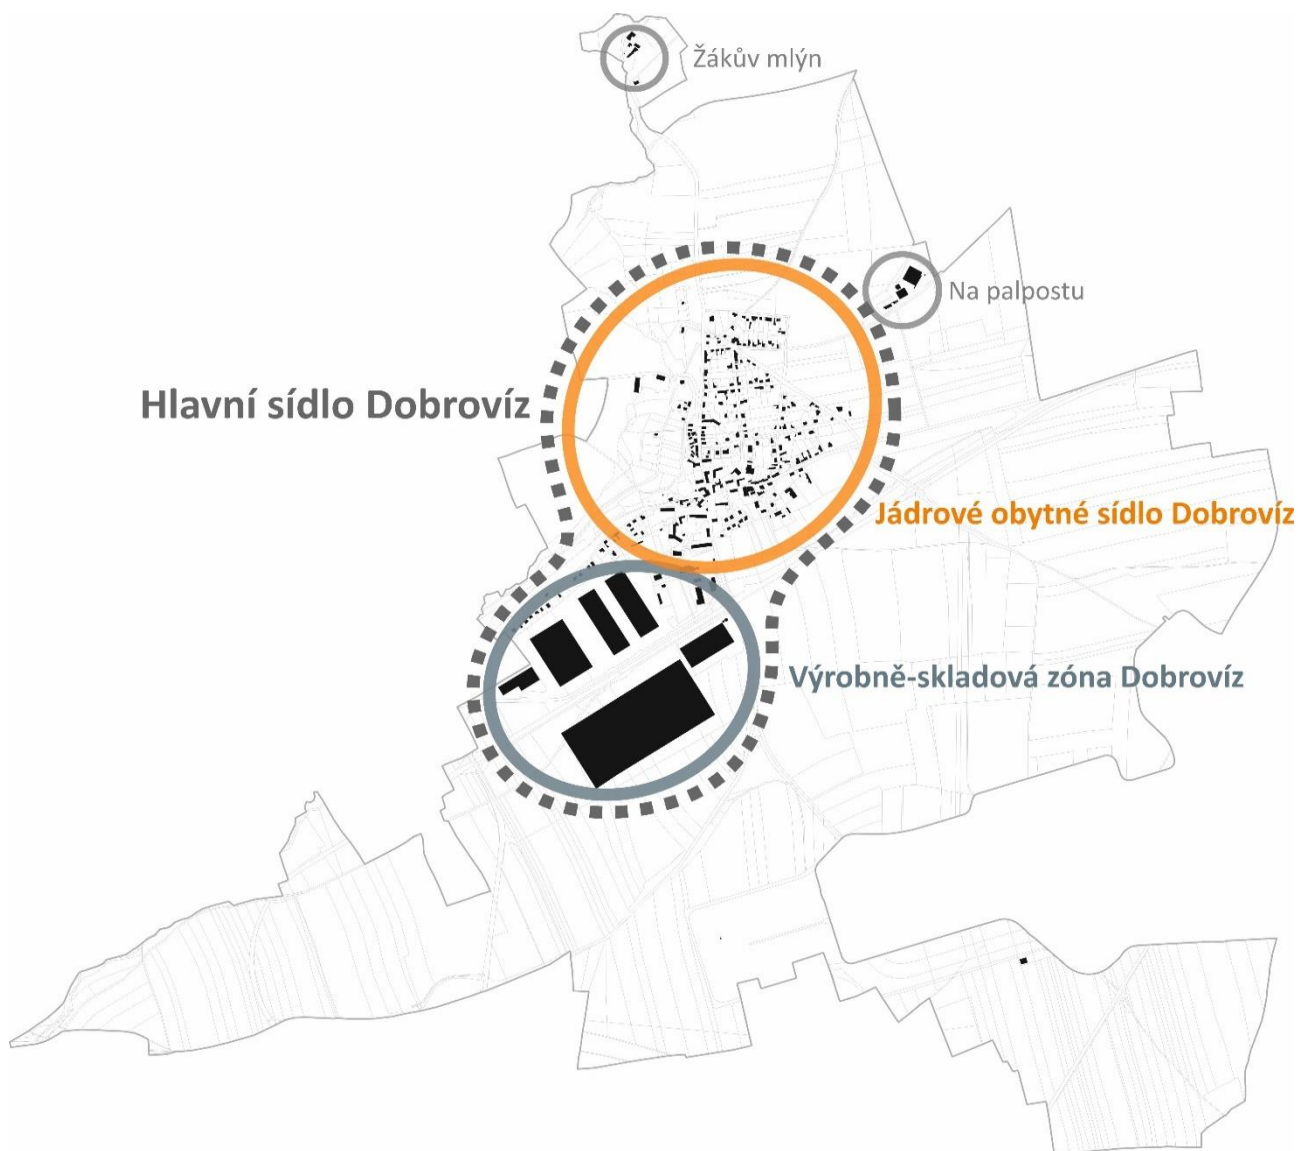 Žákův mlýn
Na palpostu
Hlavní sídlo Dobrovíz
Jádrové obytné sídlo Dobrovíz
Výrobně-skladová zóna Dobrovíz